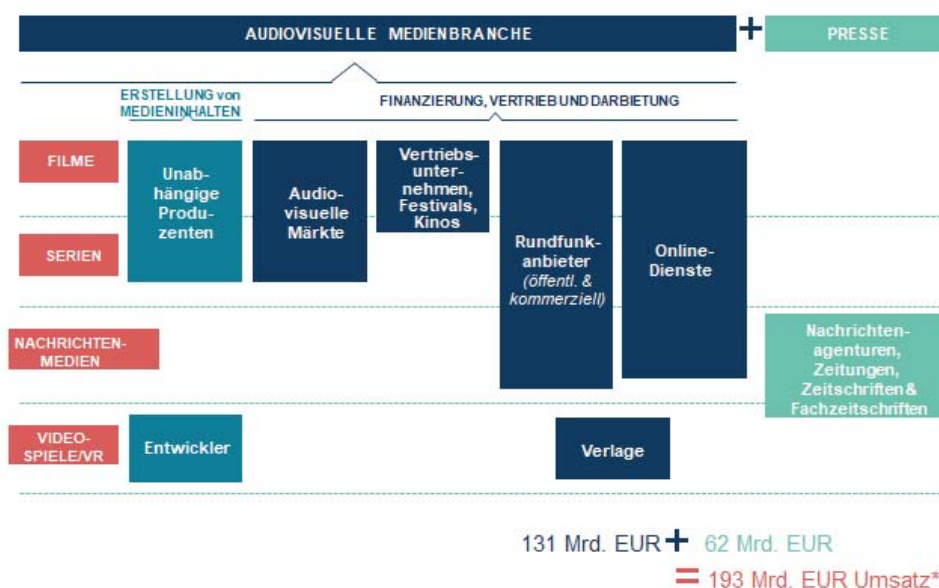 AUDIOVISUELLE MEDIENBRANCHE
+
PRESSE
ERSTELLUNG von
MEDIENINHALTEN
FINANZIERUNG, VERTRIEB UND DARBIETUNG
FILME
Unab-
hängige
Produ-
zenten
Audio-
visuelle
Märkte
Vertriebs-
unter-
nehmen,
Festivals,
Kinos
Rundfunk-
anbieter
(öffentl. &
kommerziell)
Online-
Dienste
SERIEN
NACHRICHTEN-
MEDIEN
Nachrichten-
agenturen,
Zeitungen,
Zeitschriften &
Fachzeitschriften
VIDEO-
SPIELE/VR
Entwickler
Verlage
131 Mrd. EUR + 62 Mrd. EUR
= 193 Mrd. EUR Umsatz*